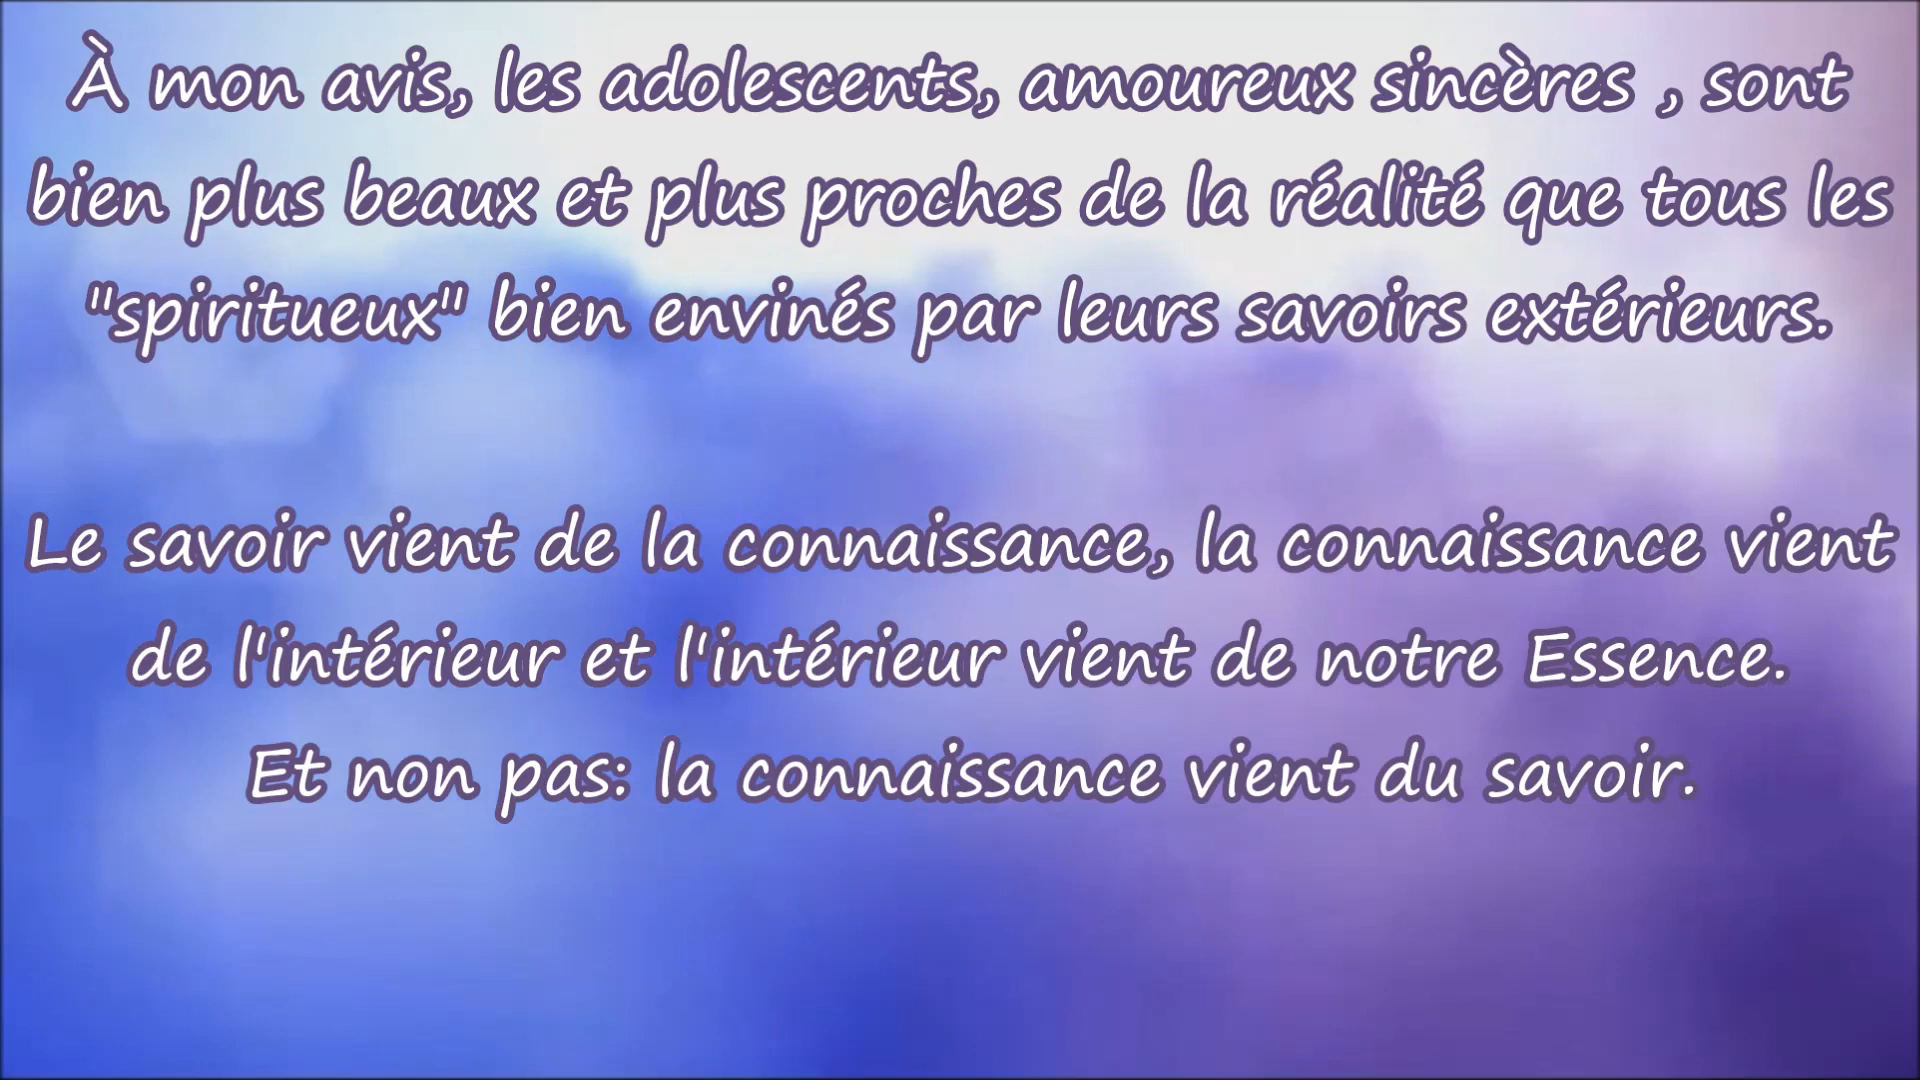 À mon avis, les adolescents, amoureux sincères , sont
bien plus beaux et plus proches de la réalité que tous les
"spiritueux" bien envinés par leurs savoirs extérieurs.
Le savoir vient de la connaissance, la connaissance vient
de l'intérieur et l'intérieur vient de notre Essence.
Et non pas: la connaissance vient du savoir.